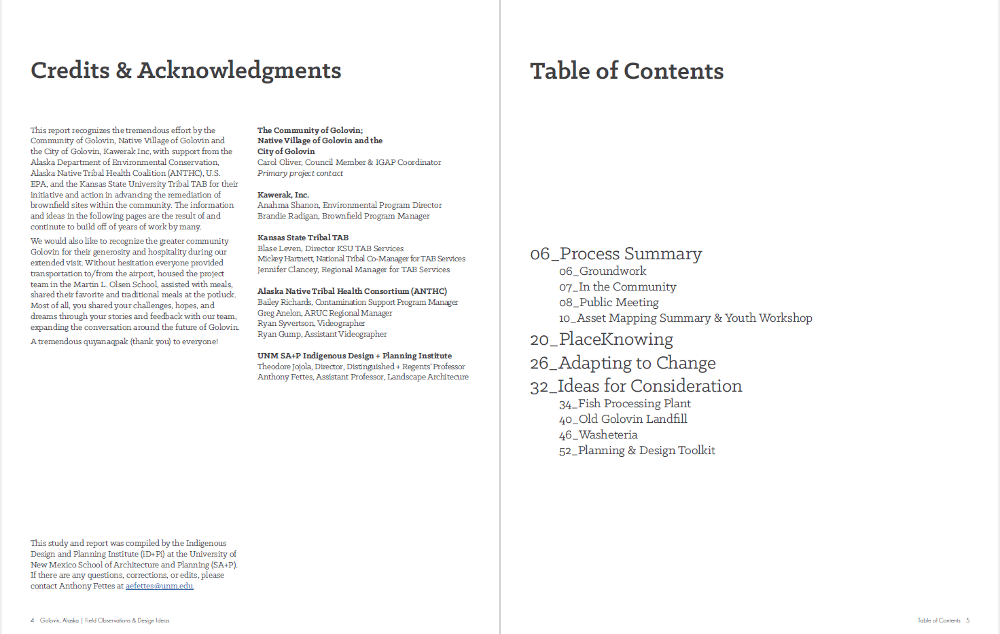 Credits & Acknowledgments
This report recognizes the tremendous effort by the
Community of Golovin, Native Village of Golovin and
the City of Golovin, Kawerak Inc, with support from the
Alaska Department of Environmental Conservation,
Alaska Native Tribal Health Coalition (ANTHC), U.S.
EPA, and the Kansas State University Tribal TAB for their
initiative and action in advancing the remediation of
brownfield sites within the community. The information
and ideas in the following pages are the result of and
continue to build off of years of work by many.
We would also like to recognize the greater community
Golovin for their generosity and hospitality during our
extended visit. Without hesitation everyone provided
transportation to/from the airport, housed the project
team in the Martin L. Olsen School, assisted with meals,
shared their favorite and traditional meals at the potluck.
Most of all, you shared your challenges, hopes, and
dreams through your stories and feedback with our team,
expanding the conversation around the future of Golovin.
A tremendous quyanaqpak (thank you) to everyone!
This study and report was compiled by the Indigenous
Design and Planning Institute (iD+Pi) at the University of
New Mexico School of Architecture and Planning (SA+P).
If there are any questions, corrections, or edits, please
contact Anthony Fettes at aefettes@unm.edu.
The Community of Golovin;
Native Village of Golovin and the
City of Golovin
Carol Oliver, Council Member & IGAP Coordinator
Primary project contact
Kawerak, Inc.
Anahma Shanon, Environmental Program Director
Brandie Radigan, Brownfield Program Manager
Kansas State Tribal TAB
Blase Leven, Director KSU TAB Services
Mickey Hartnett, National Tribal Co-Manager for TAB Services
Jennifer Clancey, Regional Manager for TAB Services
Alaska Native Tribal Health Consortium (ANTHC)
Bailey Richards, Contamination Support Program Manager
Greg Anelon, ARUC Regional Manager
Ryan Syvertson, Videographer
Ryan Gump, Assistant Videographer
UNM SA+P Indigenous Design + Planning Institute
Theodore Jojola, Director, Distinguished + Regents' Professor
Anthony Fettes, Assistant Professor, Landscape Architecure
4 Golovin, Alaska | Field Observations & Design Ideas
Table of Contents
06_Process Summary
06_Groundwork
07_In the Community
08_Public Meeting
10_Asset Mapping Summary & Youth Workshop
20_PlaceKnowing
26_Adapting to Change
32_Ideas for Consideration
34_Fish Processing Plant
40_Old Golovin Landfill
46_Washeteria
52_Planning & Design Toolkit
Table of Contents 5